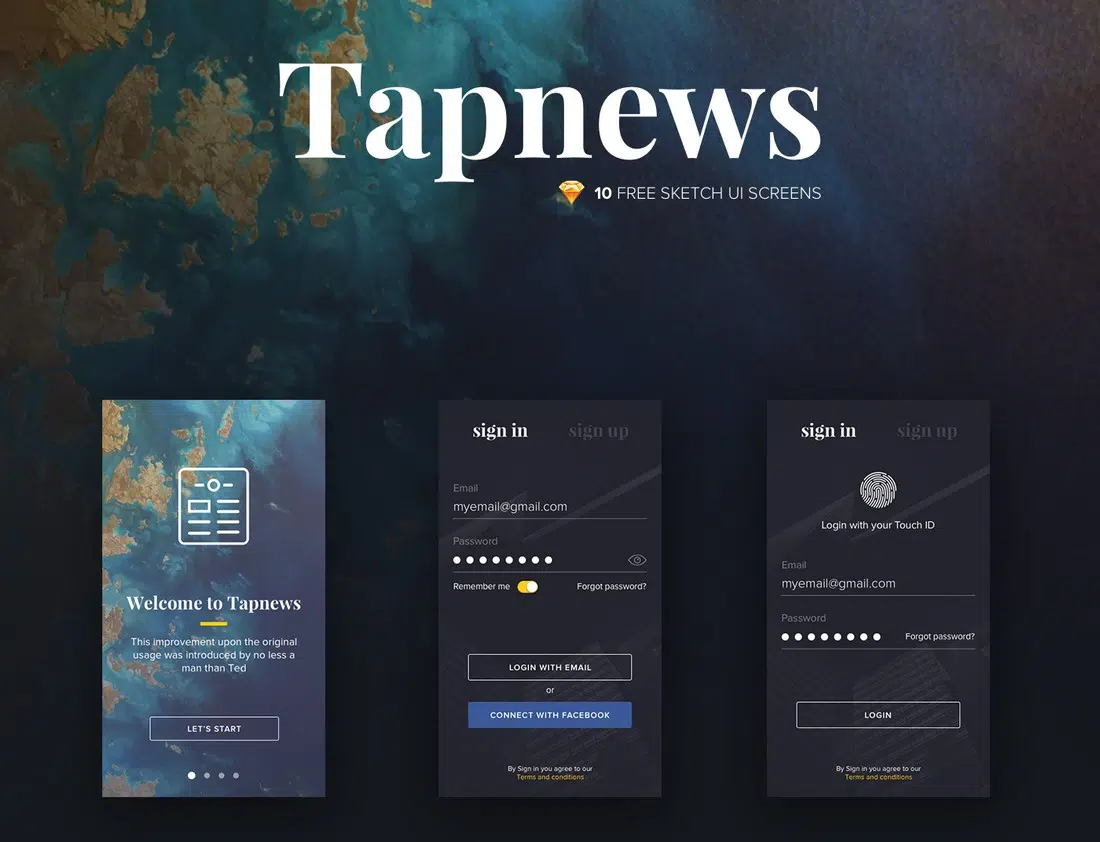 Tapnews
10 FREE SKETCH UI SCREENS
Welcome to Tapnews
This improvement upon the original
usage was introduced by no less a
man than Ted
LET'S START
sign in sign up
Email
myemail@gmail.com
Password
Remember me Forgot password?
LOGIN WITH EMAIL
or
CONNECT WITH FACEBOOK
By Sign in you agree to our
Terms and conditions
sign in sign up
Login with your Touch ID
Email
myemail@gmail.com
Password
Forgot password?
LOGIN
By Sign in you agree to our
Terms and conditions